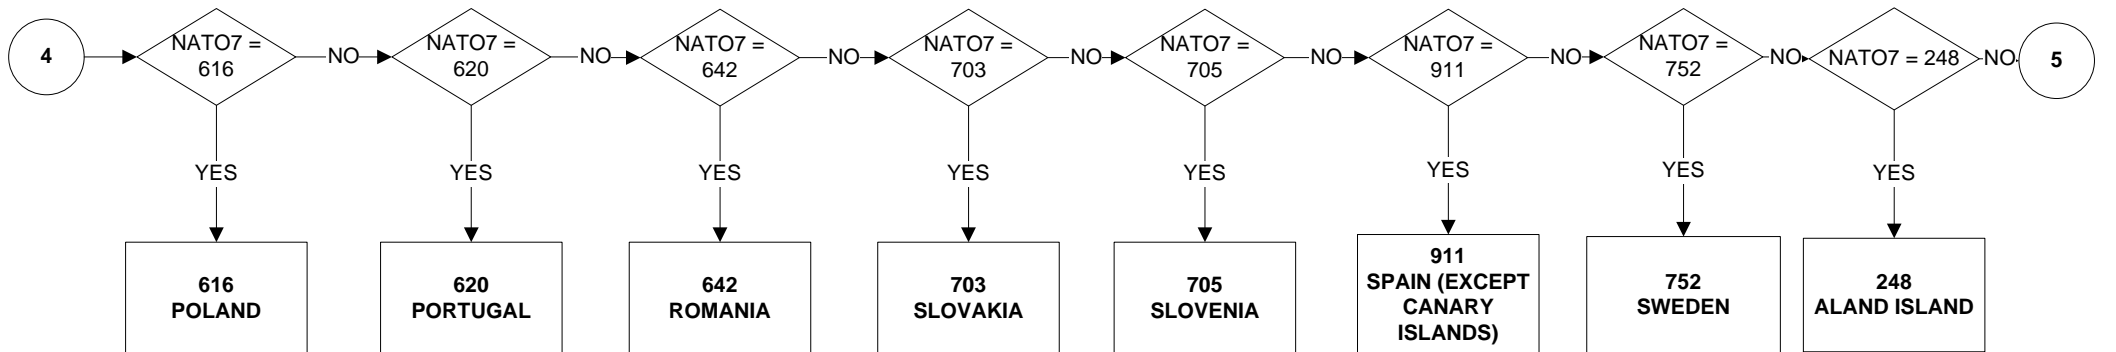 4
NATO7 =
616
NO
NATO7 =
620
NO
NATO7 =
642
NO
NATO7 =
703
NO
NATO7 =
705
NO
NATO7 =
911
NO
NATO7 =
752
NO
NATO7 = 248
NO
5
YES
YES
YES
YES
YES
YES
YES
YES
616
POLAND
620
PORTUGAL
642
ROMANIA
703
SLOVAKIA
705
SLOVENIA
911
SPAIN (EXCEPT
CANARY
ISLANDS)
752
SWEDEN
248
ALAND ISLAND